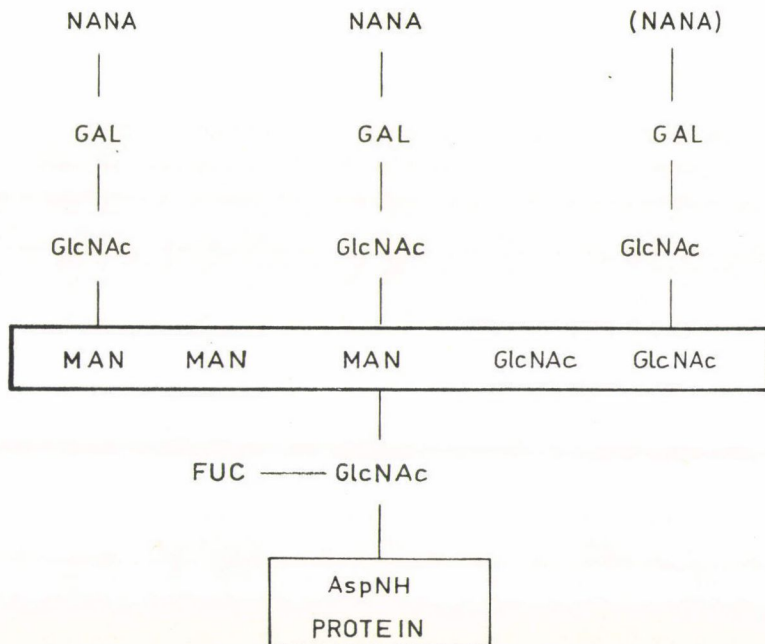 NANA NANA (NANA)
GAL GAL GAL
GlcNAc GlcNAc GlcNAc
MAN MAN MAN GlcNAc GlcNAc
FUC GlcNAc
AspNH
PROTEIN